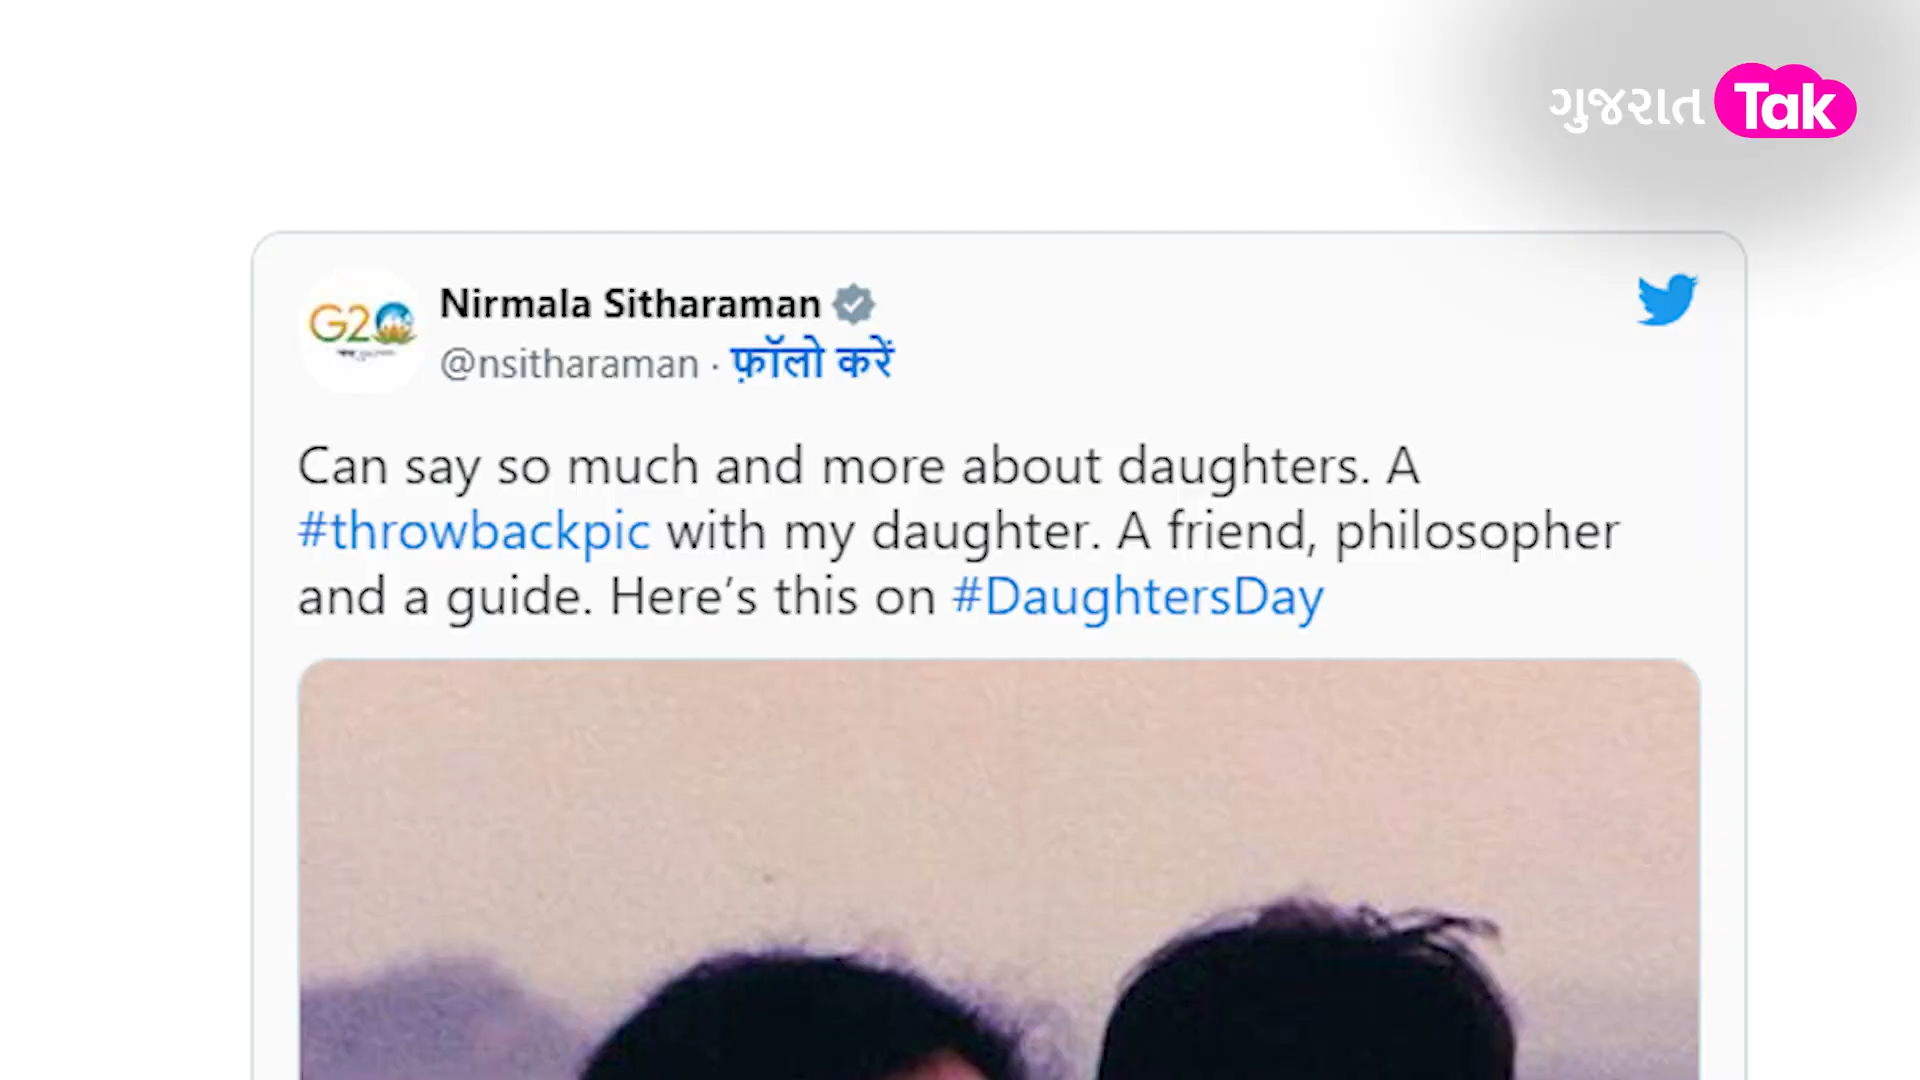 ગુજરાત Tak
G20
Nirmala Sitharaman
@nsitharaman · फ़ॉलो करें
Can say so much and more about daughters. A
#throwbackpic with my daughter. A friend, philosopher
and a guide. Here’s this on #DaughtersDay